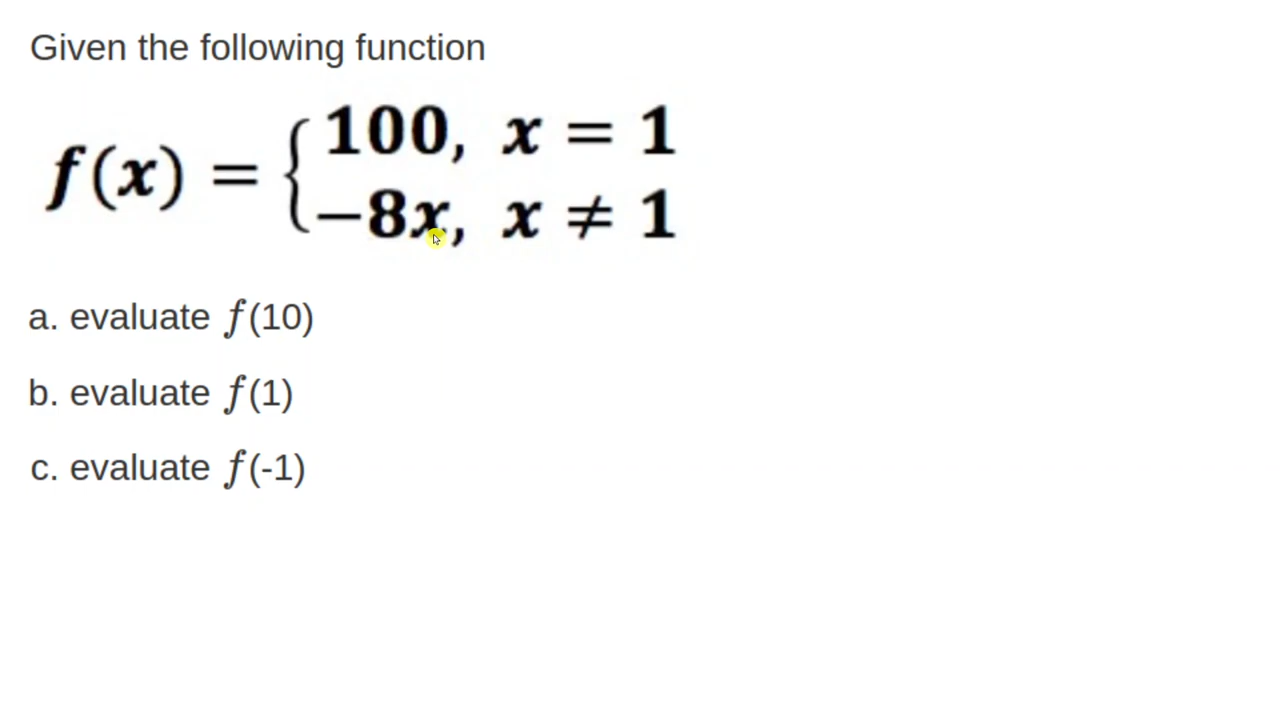 Given the following function
f(x) = { 100, x = 1
−8x, x ≠ 1
a. evaluate f(10)
b. evaluate f(1)
c. evaluate f(-1)